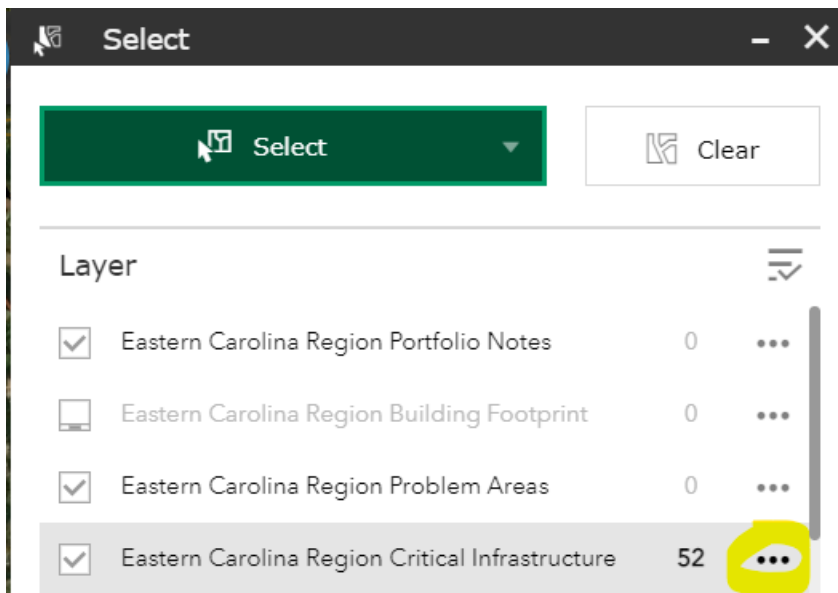 Select
Select Clear
Layer
Eastern Carolina Region Portfolio Notes 0 •••
Eastern Carolina Region Building Footprint 0 •••
Eastern Carolina Region Problem Areas 0 •••
Eastern Carolina Region Critical Infrastructure 52 •••